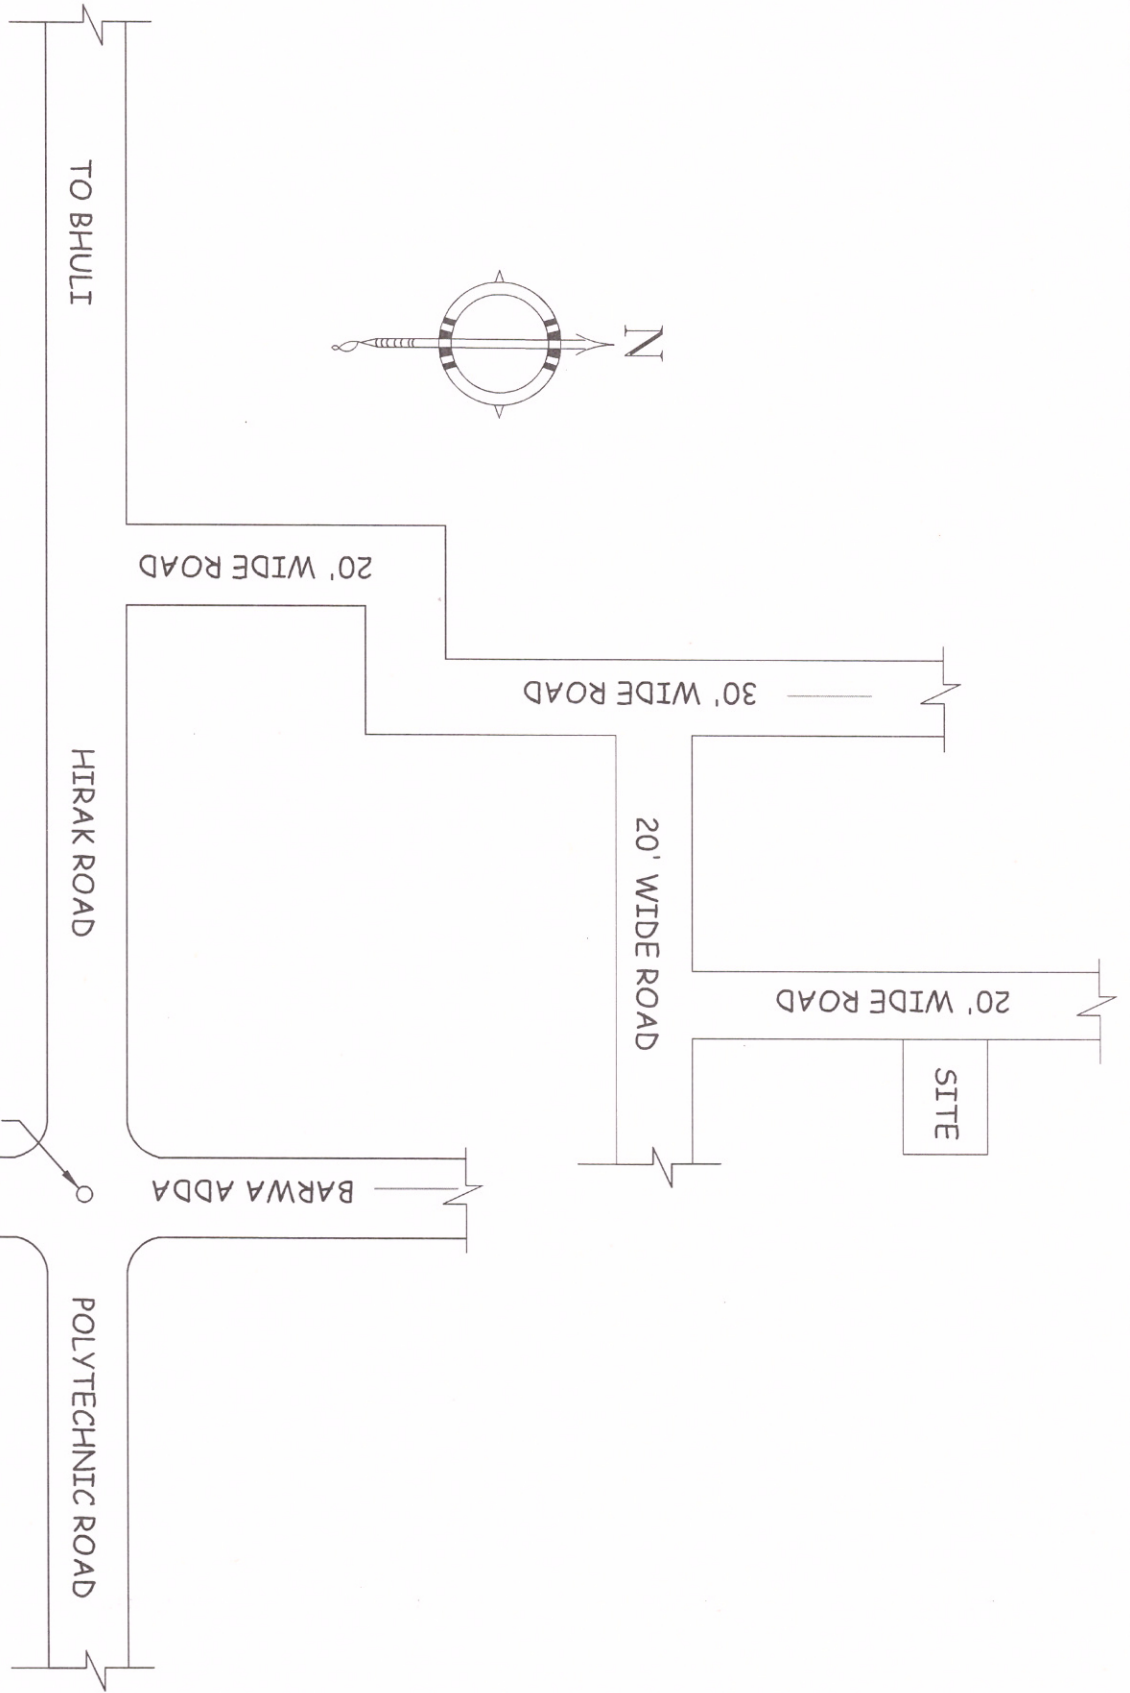 N
20' WIDE ROAD
SITE
30' WIDE ROAD
20' WIDE ROAD
20' WIDE ROAD
BARWA ADDA
TO BHULI
HIRAK ROAD
POLYTECHNIC ROAD